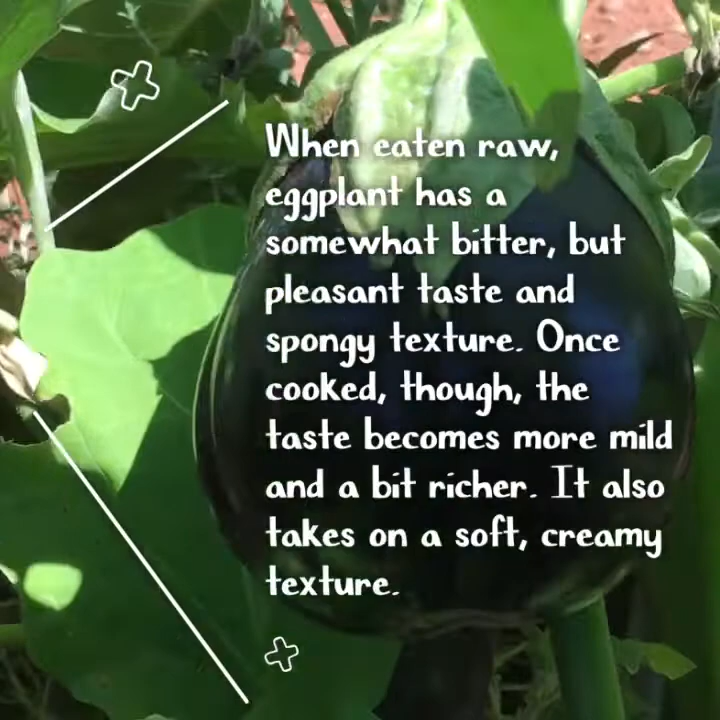 When eaten raw,
eggplant has a
somewhat bitter, but
pleasant taste and
spongy texture. Once
cooked, though, the
taste becomes more mild
and a bit richer. It also
takes on a soft, creamy
texture.